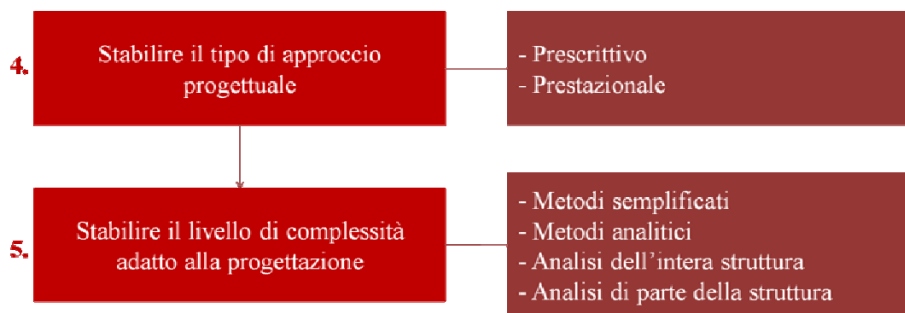 4.
Stabilire il tipo di approccio
progettuale
- Prescrittivo
- Prestazionale
5.
Stabilire il livello di complessità
adatto alla progettazione
- Metodi semplificati
- Metodi analitici
- Analisi dell'intera struttura
- Analisi di parte della struttura